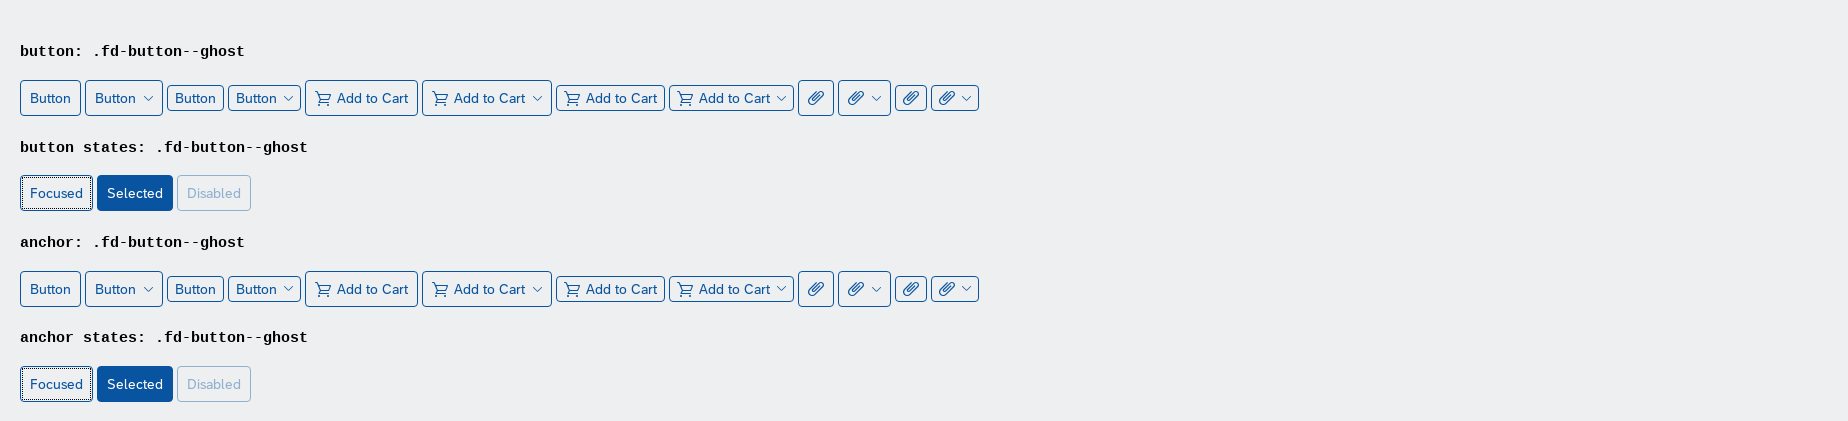 button: .fd-button--ghost
Button Button Button Button Add to Cart Add to Cart Add to Cart Add to Cart
button states: .fd-button--ghost
Focused Selected Disabled
anchor: .fd-button--ghost
Button Button Button Button Add to Cart Add to Cart Add to Cart Add to Cart
anchor states: .fd-button--ghost
Focused Selected Disabled